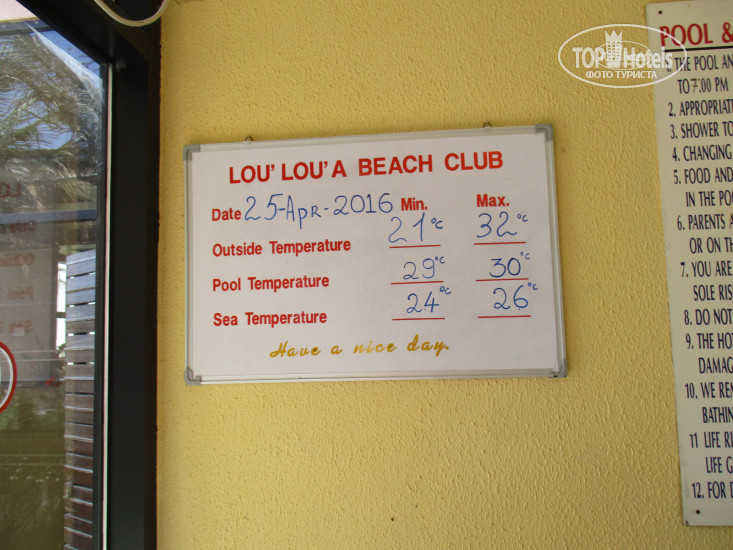 LOU' LOU'A BEACH CLUB
Date 25-Apr-2016 Min. Max.
Outside Temperature 21°C 32°C
Pool Temperature 29°C 30°C
Sea Temperature 24°C 26°C
Have a nice day.
TOP Hotels
ФОТО ТУРИСТА
POOL &
1. THE POOL AN
TO 7:00 PM
2. APPROPRIAT
3. SHOWER TO
4. CHANGING
5. FOOD AND
IN THE POO
6. PARENTS A
OR ON TH
7. YOU ARE
SOLE RIS
8. DO NOT
9. THE HOT
DAMAG
10. WE REM
BATHIN
11 LIFE RI
LIFE G
12. FOR